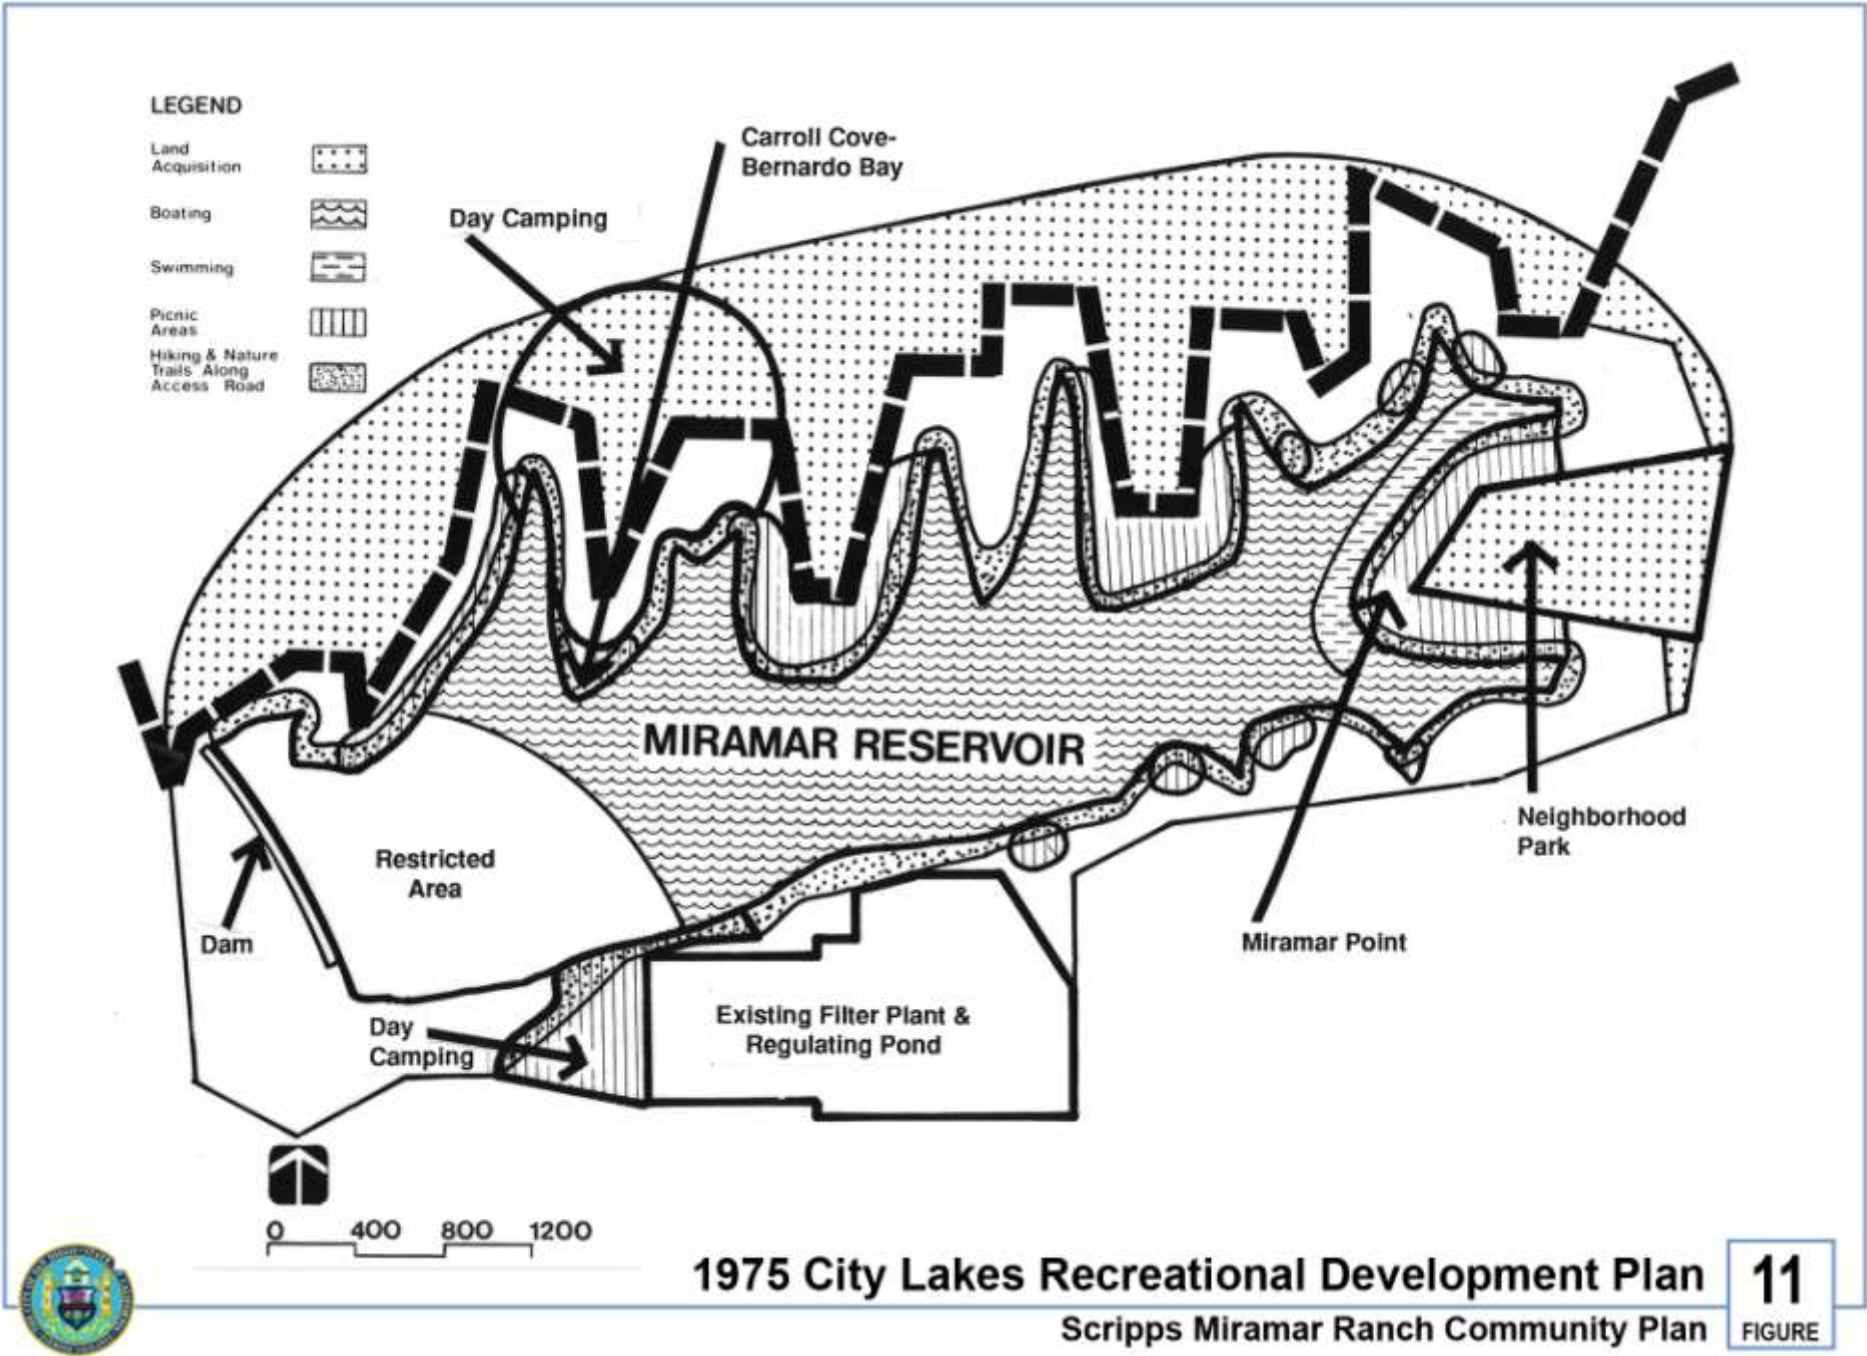 LEGEND
Land
Acquisition
Boating
Swimming
Picnic
Areas
Hiking & Nature
Trails Along
Access Road
Carroll Cove-
Bernardo Bay
Day Camping
MIRAMAR RESERVOIR
Restricted
Area
Dam
Neighborhood
Park
Miramar Point
Day
Camping
Existing Filter Plant &
Regulating Pond
0 400 800 1200
1975 City Lakes Recreational Development Plan
Scripps Miramar Ranch Community Plan
11
FIGURE